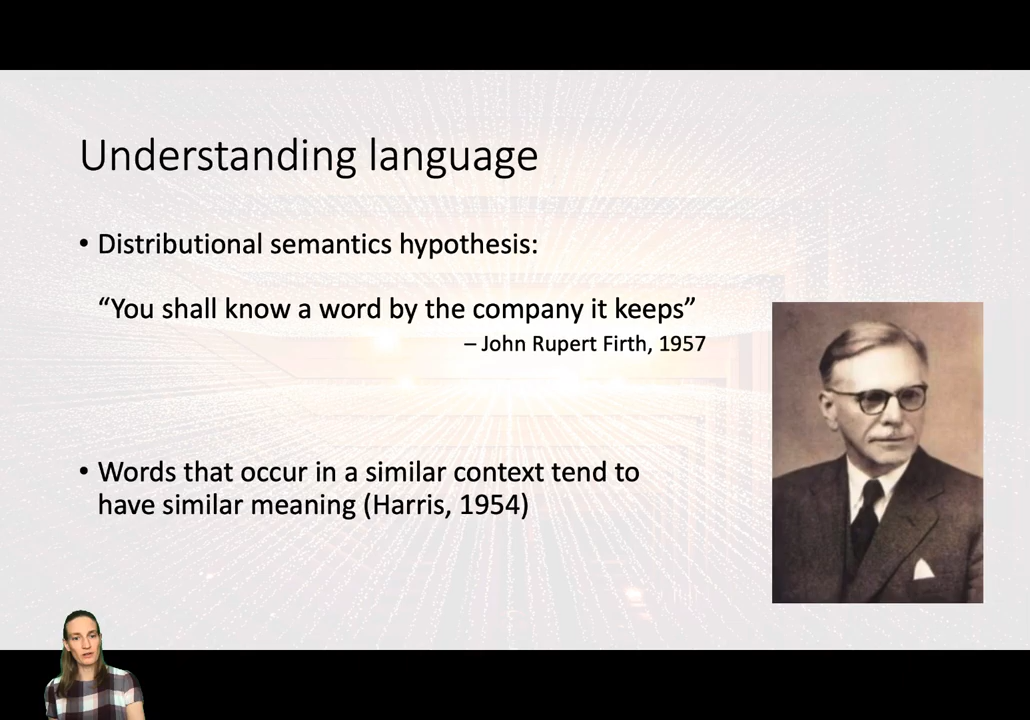 Understanding language
• Distributional semantics hypothesis:
“You shall know a word by the company it keeps”
– John Rupert Firth, 1957
• Words that occur in a similar context tend to
have similar meaning (Harris, 1954)